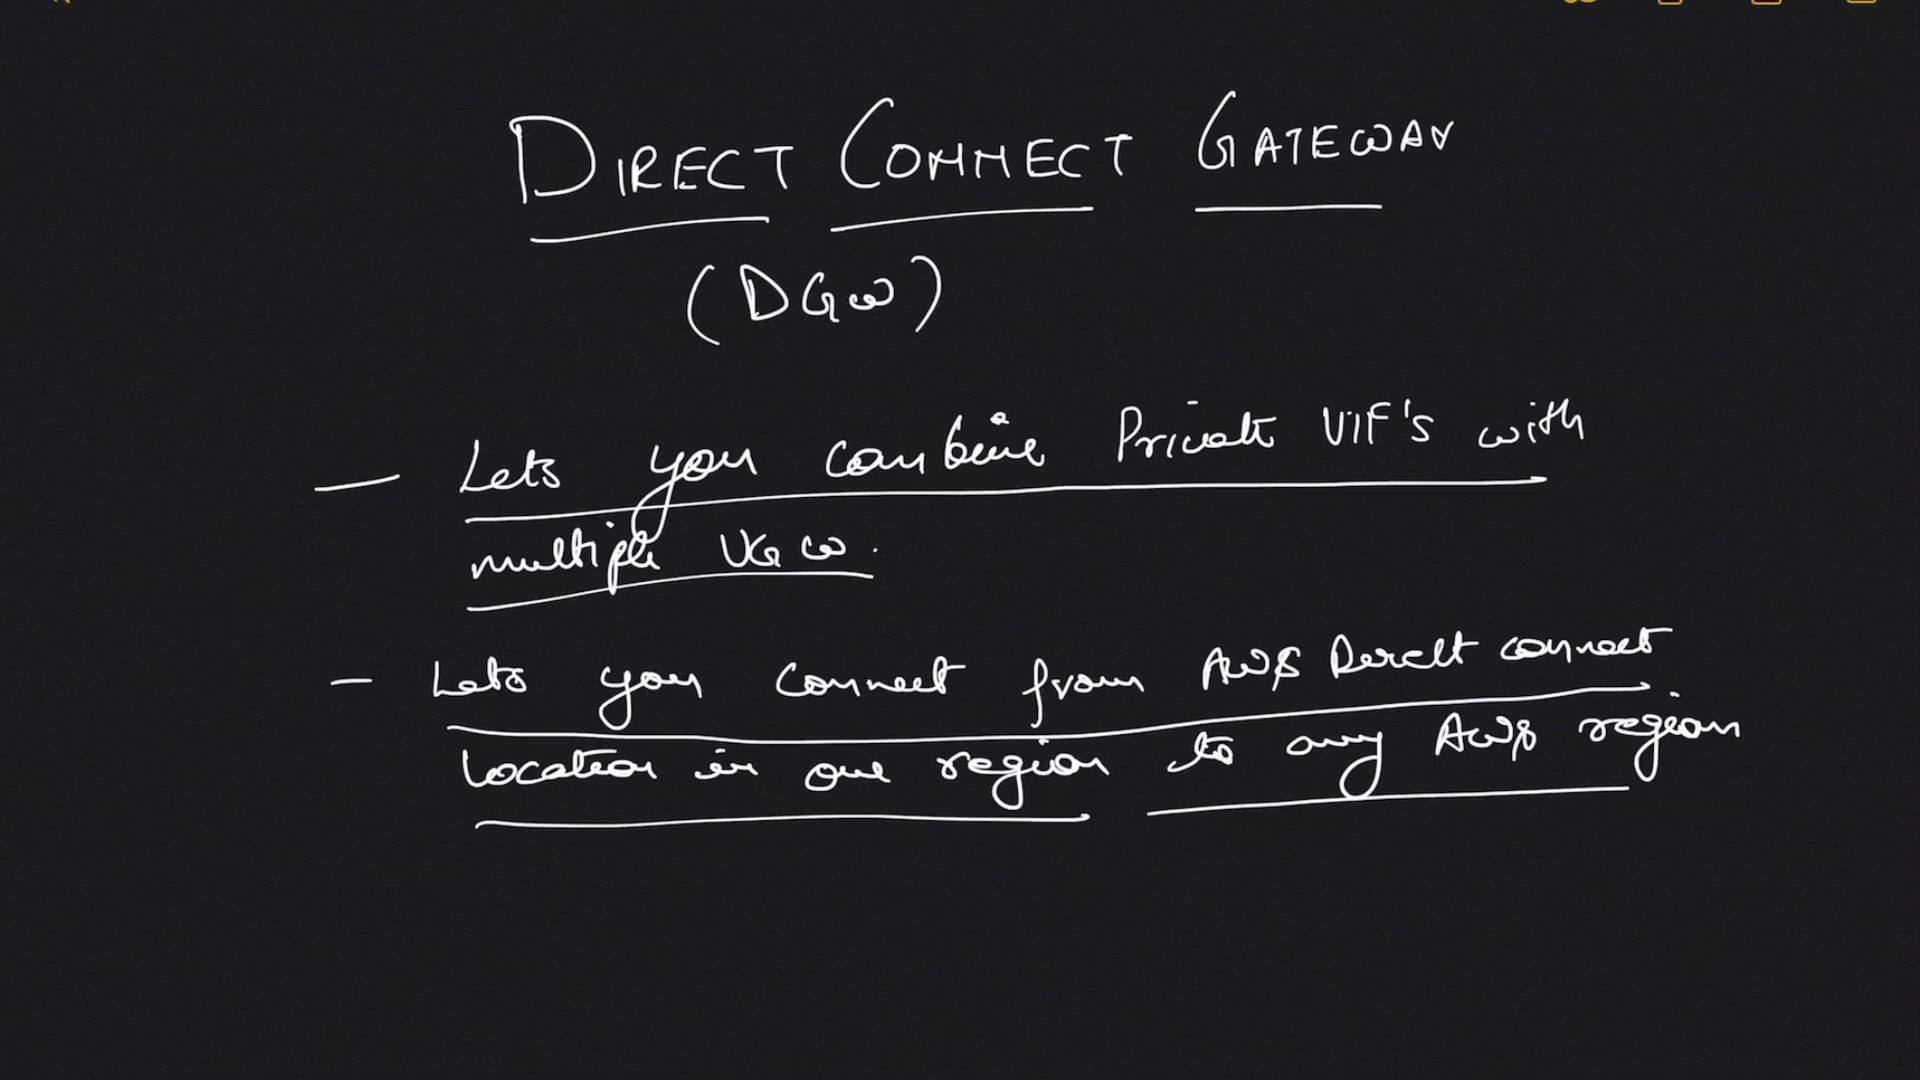 DIRECT CONNECT GATEWAY
(DGW)
— Lets you combine Private VIF's with
multiple VGW.
- Lets you connect from AWS Direct connect
location in one region to any AWS region